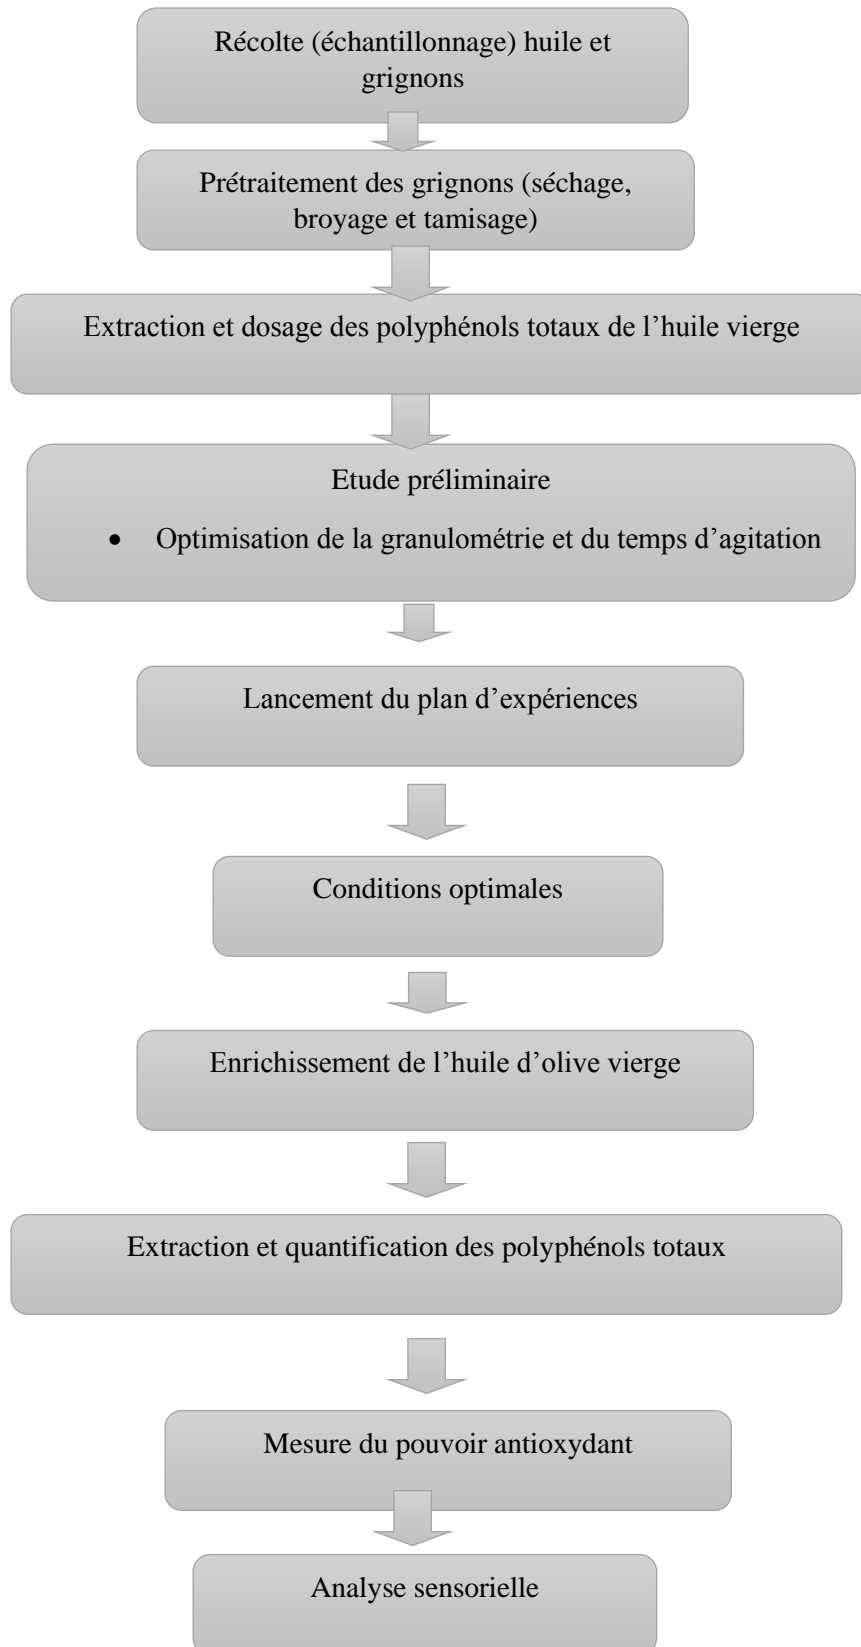 Récolte (échantillonnage) huile et
grignons
Prétraitement des grignons (séchage,
broyage et tamisage)
Extraction et dosage des polyphénols totaux de l’huile vierge
Etude préliminaire
• Optimisation de la granulométrie et du temps d’agitation
Lancement du plan d’expériences
Conditions optimales
Enrichissement de l’huile d’olive vierge
Extraction et quantification des polyphénols totaux
Mesure du pouvoir antioxydant
Analyse sensorielle